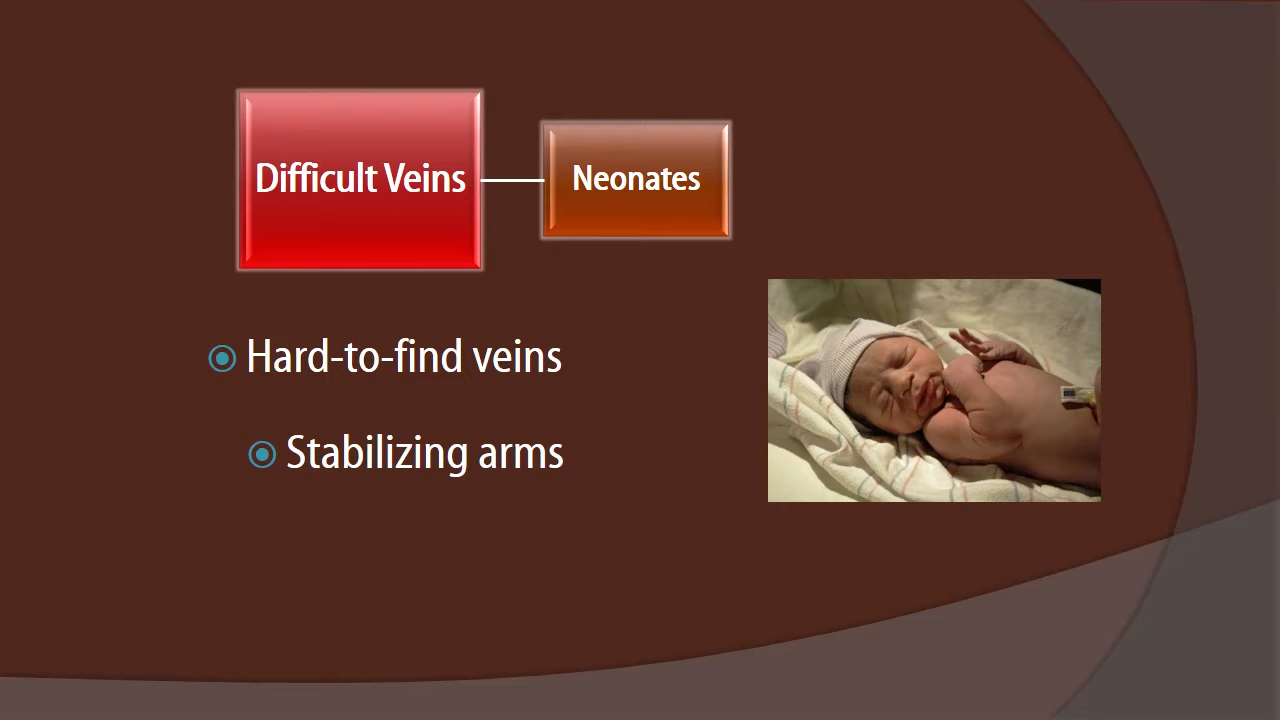 Difficult Veins
Neonates
Hard-to-find veins
Stabilizing arms